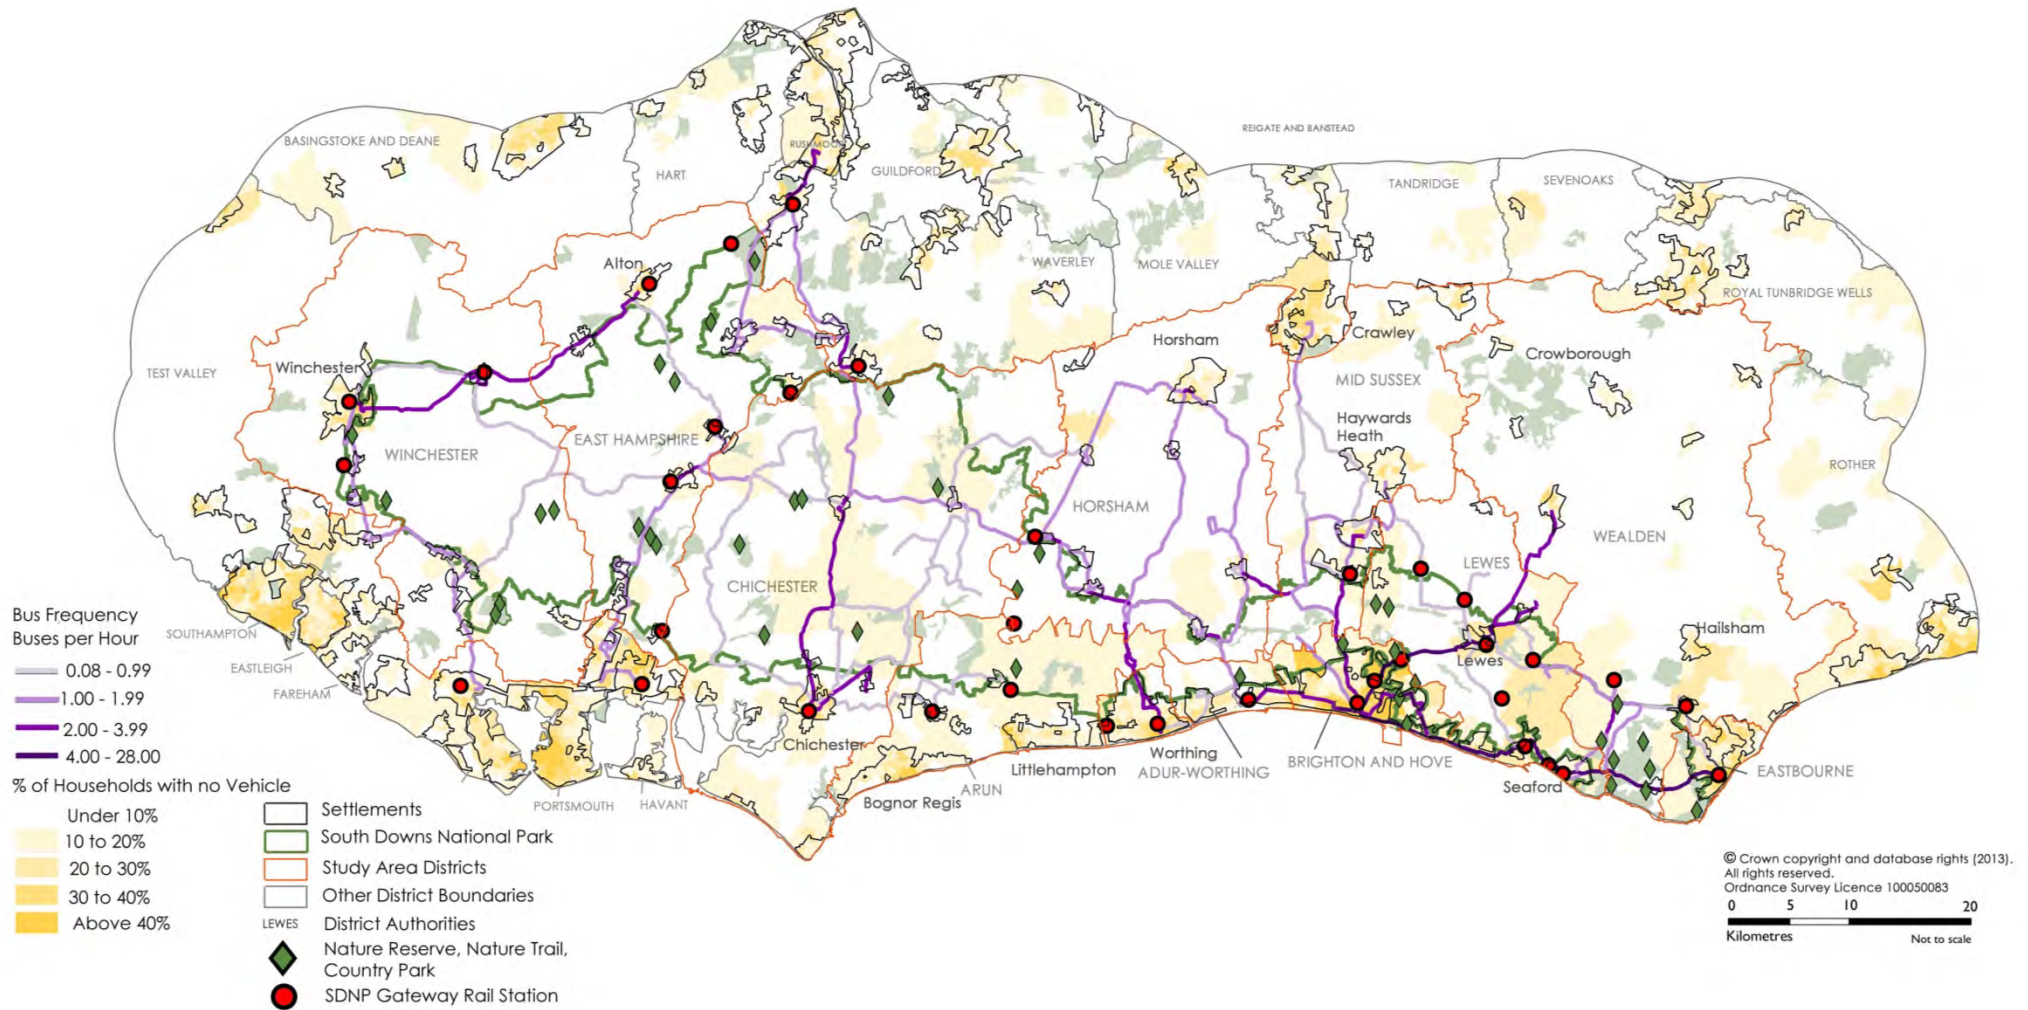 BASINGSTOKE AND DEANE
HART
RUSHMOOR
GUILDFORD
REIGATE AND BANSTEAD
TANDRIDGE
SEVENOAKS
Alton
WAVERLEY
MOLE VALLEY
ROYAL TUNBRIDGE WELLS
TEST VALLEY
Winchester
Horsham
Crawley
Crowborough
MID SUSSEX
Haywards
Heath
EAST HAMPSHIRE
WINCHESTER
ROTHER
HORSHAM
WEALDEN
CHICHESTER
LEWES
SOUTHAMPTON
EASTLEIGH
FAREHAM
Hailsham
Lewes
Chichester
Worthing
Littlehampton
ADUR-WORTHING
BRIGHTON AND HOVE
EASTBOURNE
Seaford
ARUN
Bognor Regis
PORTSMOUTH
HAVANT
Bus Frequency
Buses per Hour
0.08 - 0.99
1.00 - 1.99
2.00 - 3.99
4.00 - 28.00
% of Households with no Vehicle
Under 10%
10 to 20%
20 to 30%
30 to 40%
Above 40%
Settlements
South Downs National Park
Study Area Districts
Other District Boundaries
LEWES District Authorities
Nature Reserve, Nature Trail,
Country Park
SDNP Gateway Rail Station
© Crown copyright and database rights (2013).
All rights reserved.
Ordnance Survey Licence 100050083
0 5 10 20
Kilometres Not to scale